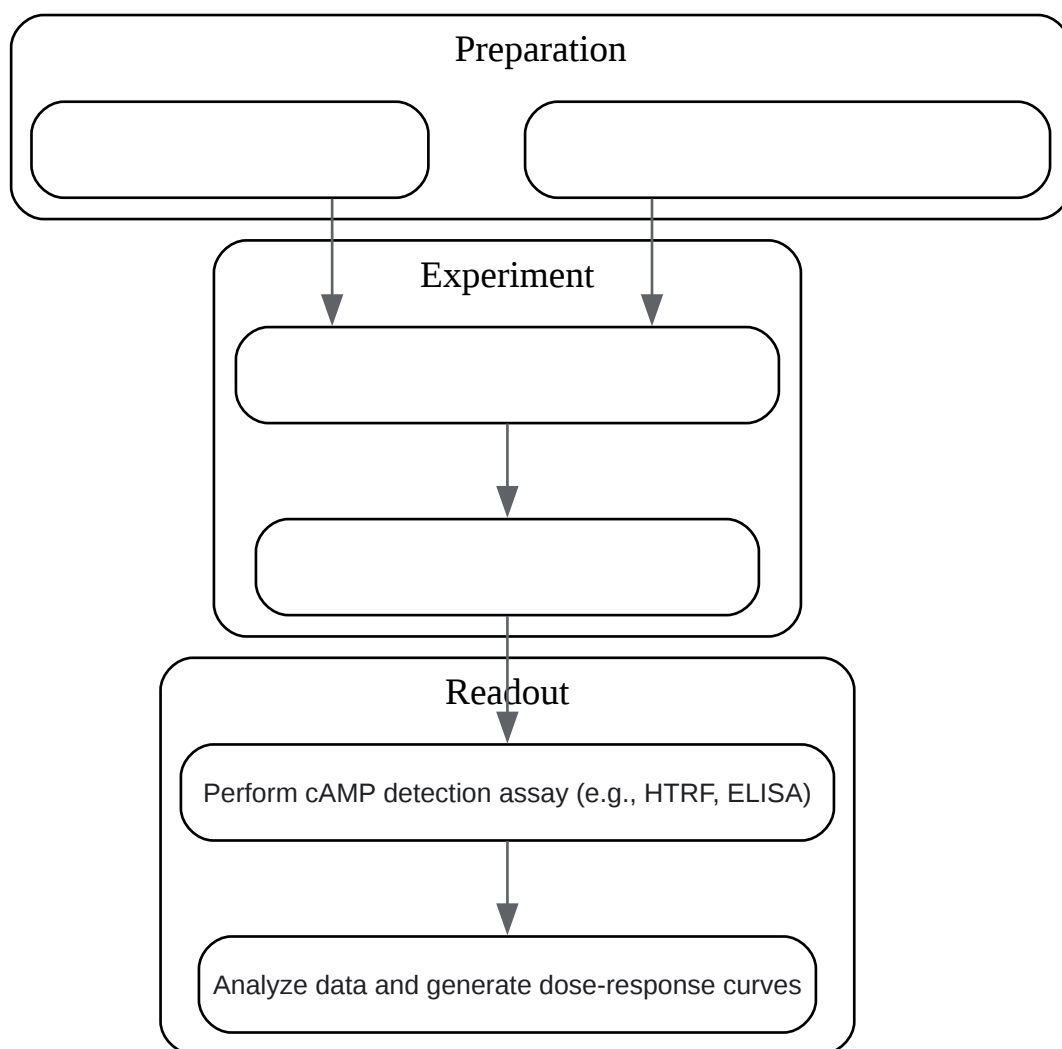 Preparation
Experiment
Readout
Perform cAMP detection assay (e.g., HTRF, ELISA)
Analyze data and generate dose-response curves